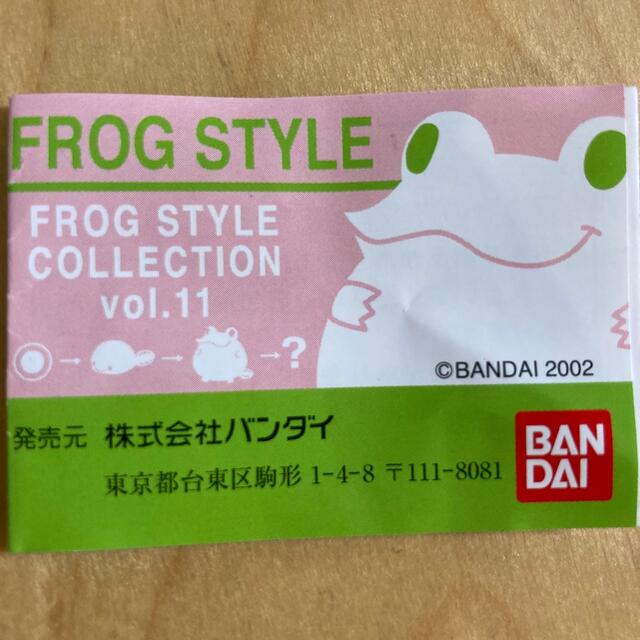 FROG STYLE
FROG STYLE
COLLECTION
vol.11
→ → →?
©BANDAI 2002
発売元 株式会社バンダイ
東京都台東区駒形 1-4-8 〒111-8081
BAN
DAI